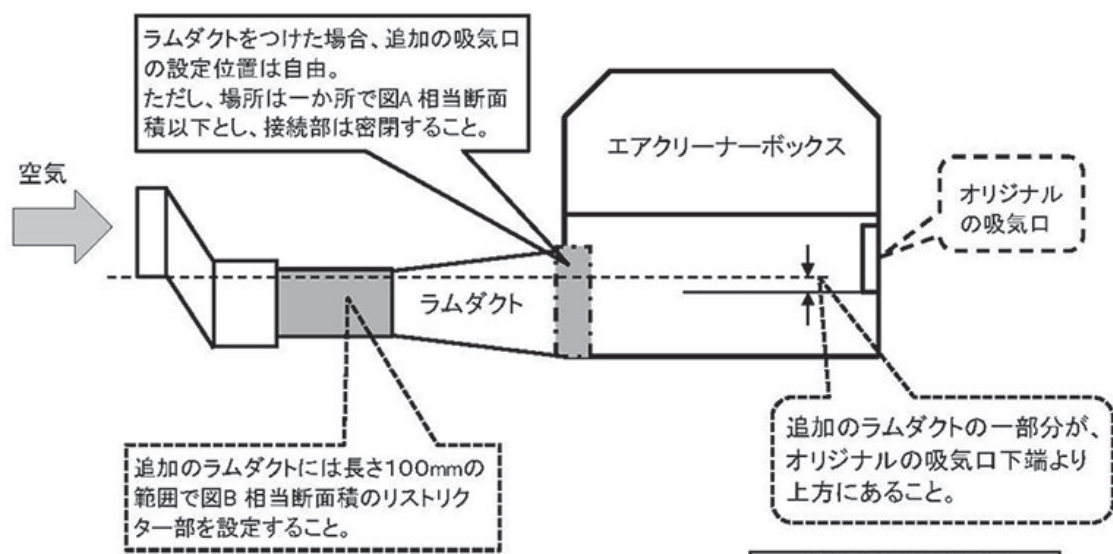 ラムダクトをつけた場合、追加の吸気口
の設定位置は自由。
ただし、場所は一か所で図A 相当断面
積以下とし、接続部は密閉すること。
エアクリーナーボックス
空気
オリジナル
の吸気口
ラムダクト
追加のラムダクトの一部分が、
オリジナルの吸気口下端より
上方にあること。
追加のラムダクトには長さ100mmの
範囲で図B 相当断面積のリストリク
ター部を設定すること。